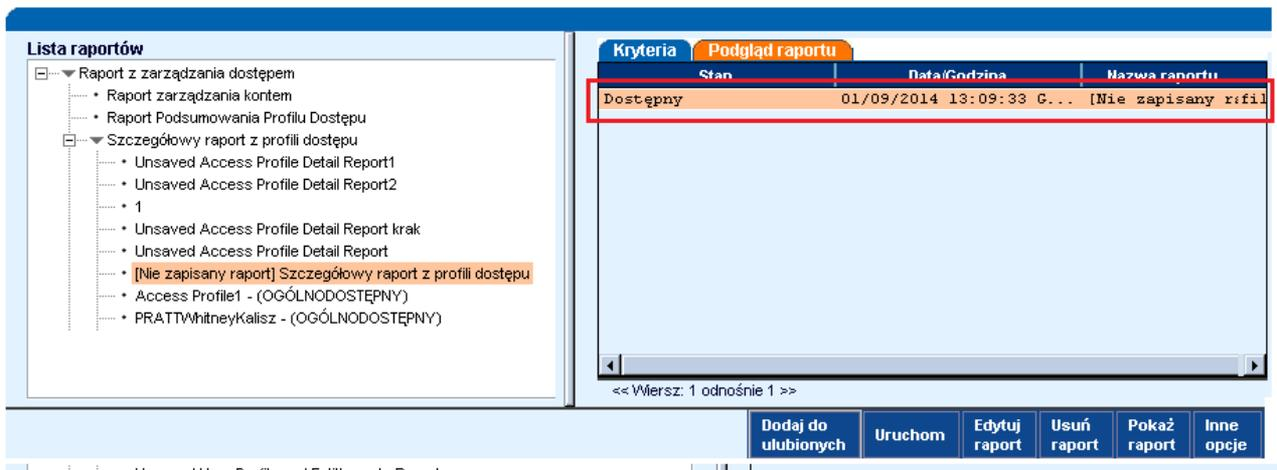 Lista raportów
Raport z zarządzania dostępem
Raport zarządzania kontem
Raport Podsumowania Profilu Dostępu
Szczegółowy raport z profili dostępu
Unsaved Access Profile Detail Report1
Unsaved Access Profile Detail Report2
1
Unsaved Access Profile Detail Report krak
Unsaved Access Profile Detail Report
[Nie zapisany raport] Szczegółowy raport z profili dostępu
Access Profile1 - (OGÓLNODOSTĘPNY)
PRATTWhitneyKalisz - (OGÓLNODOSTĘPNY)
Kryteria Podgląd raportu
Stan Data/Godzina Nazwa raportu
Dostępny 01/09/2014 13:09:33 G... [Nie zapisany
<< Wiersz: 1 odnośnie 1 >>
Dodaj do ulubionych
Uruchom
Edytuj raport
Usuń raport
Pokaż raport
Inne opcje